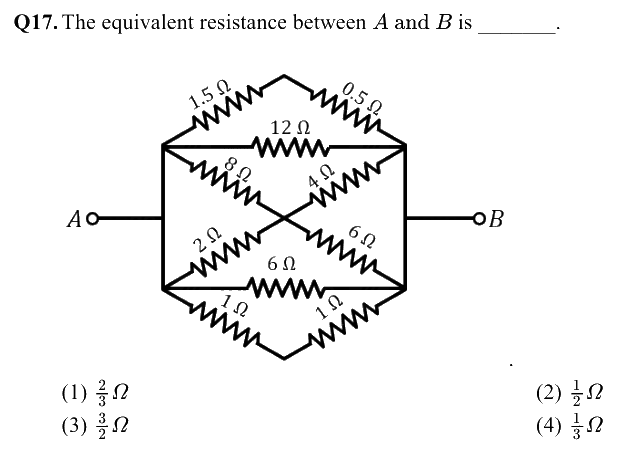 Q17. The equivalent resistance between A and B is _______.
1.5 Ω
0.5 Ω
12 Ω
8 Ω
4 Ω
A
B
2 Ω
6 Ω
6 Ω
1 Ω
1 Ω
(1) 2/3 Ω
(2) 1/2 Ω
(3) 3/2 Ω
(4) 1/3 Ω